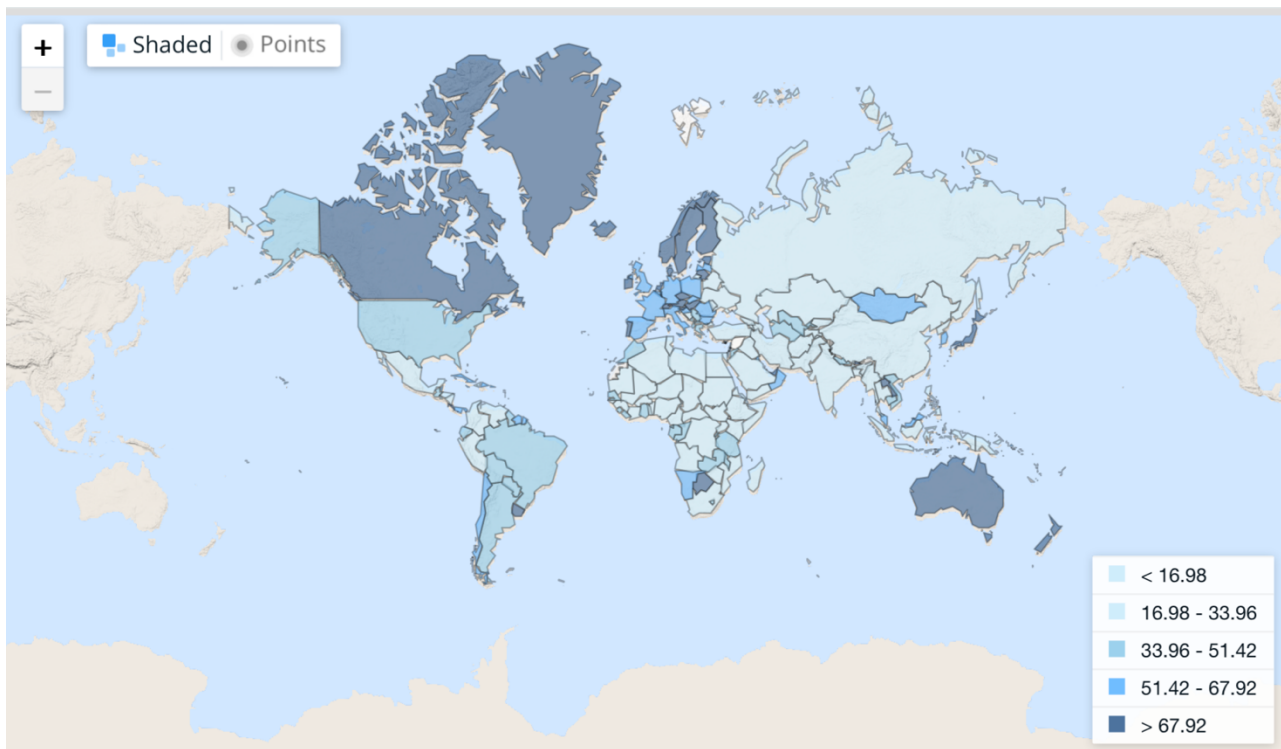 +
Shaded
Points
−
< 16.98
16.98 - 33.96
33.96 - 51.42
51.42 - 67.92
> 67.92